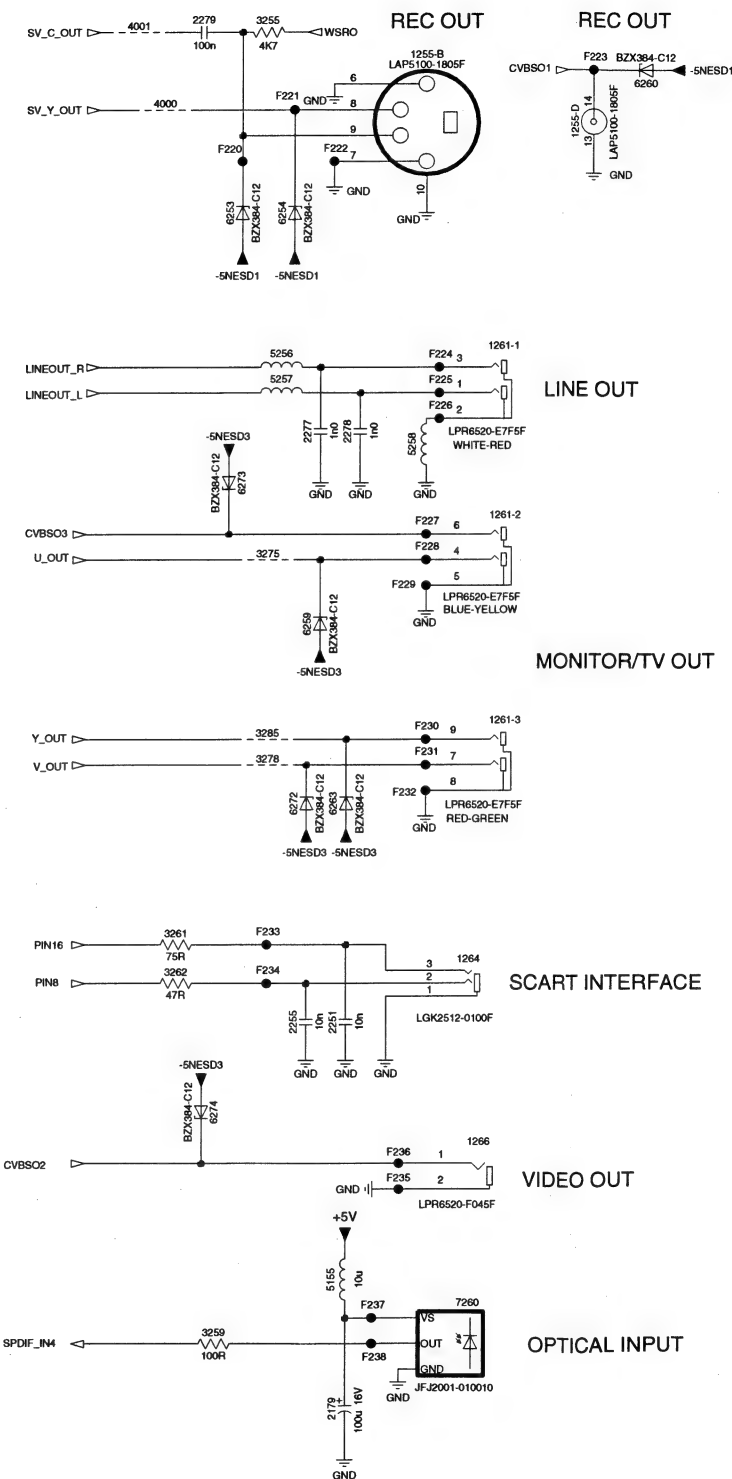 REC OUT
REC OUT
SV_C_OUT
4001
2279
100n
3255
4K7
WSRO
1255-B
LAP5100-1805F
CVBSO1
F223
BZX384-C12
6260
-5NESD1
1255-D
14
13
LAP5100-1805F
GND
SV_Y_OUT
4000
F221
6
GND
8
9
F220
F222
7
GND
10
GND
6253
BZX384-C12
6254
BZX384-C12
-5NESD1
-5NESD1
LINEOUT_R
5256
F224
3
1261-1
LINEOUT_L
5257
F225
1
LINE OUT
F226
2
2277
1n0
2278
1n0
5258
LPR6520-E7F5F
WHITE-RED
GND
GND
GND
-5NESD3
BZX384-C12
6273
CVBSO3
F227
6
1261-2
U_OUT
3275
F228
4
F229
5
LPR6520-E7F5F
BLUE-YELLOW
GND
6259
BZX384-C12
-5NESD3
MONITOR/TV OUT
Y_OUT
3285
F230
9
1261-3
V_OUT
3278
F231
7
F232
8
LPR6520-E7F5F
RED-GREEN
GND
6272
BZX384-C12
6263
BZX384-C12
-5NESD3
-5NESD3
PIN16
3261
75R
F233
3
1264
PIN8
3262
47R
F234
2
1
SCART INTERFACE
2255
10n
2251
10n
LGK2512-0100F
GND
GND
GND
-5NESD3
BZX384-C12
6274
CVBSO2
F236
1
1266
GND
F235
2
VIDEO OUT
LPR6520-F045F
+5V
5155
10u
F237
7260
VS
SPDIF_IN4
3259
100R
F238
OUT
OPTICAL INPUT
GND
GND
JFJ2001-010010
2179
+
100u 16V
GND